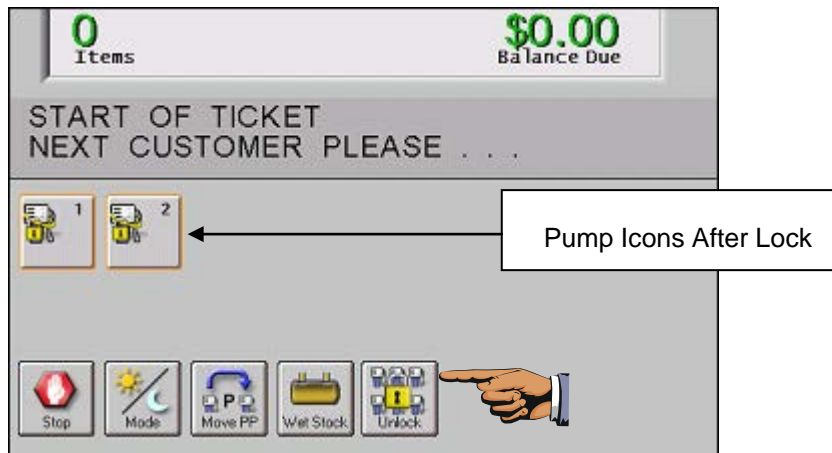 0 $0.00
Items Balance Due
START OF TICKET
NEXT CUSTOMER PLEASE . . .
1 2
Pump Icons After Lock
Stop Mode P Move PP Wet Stock Unlock